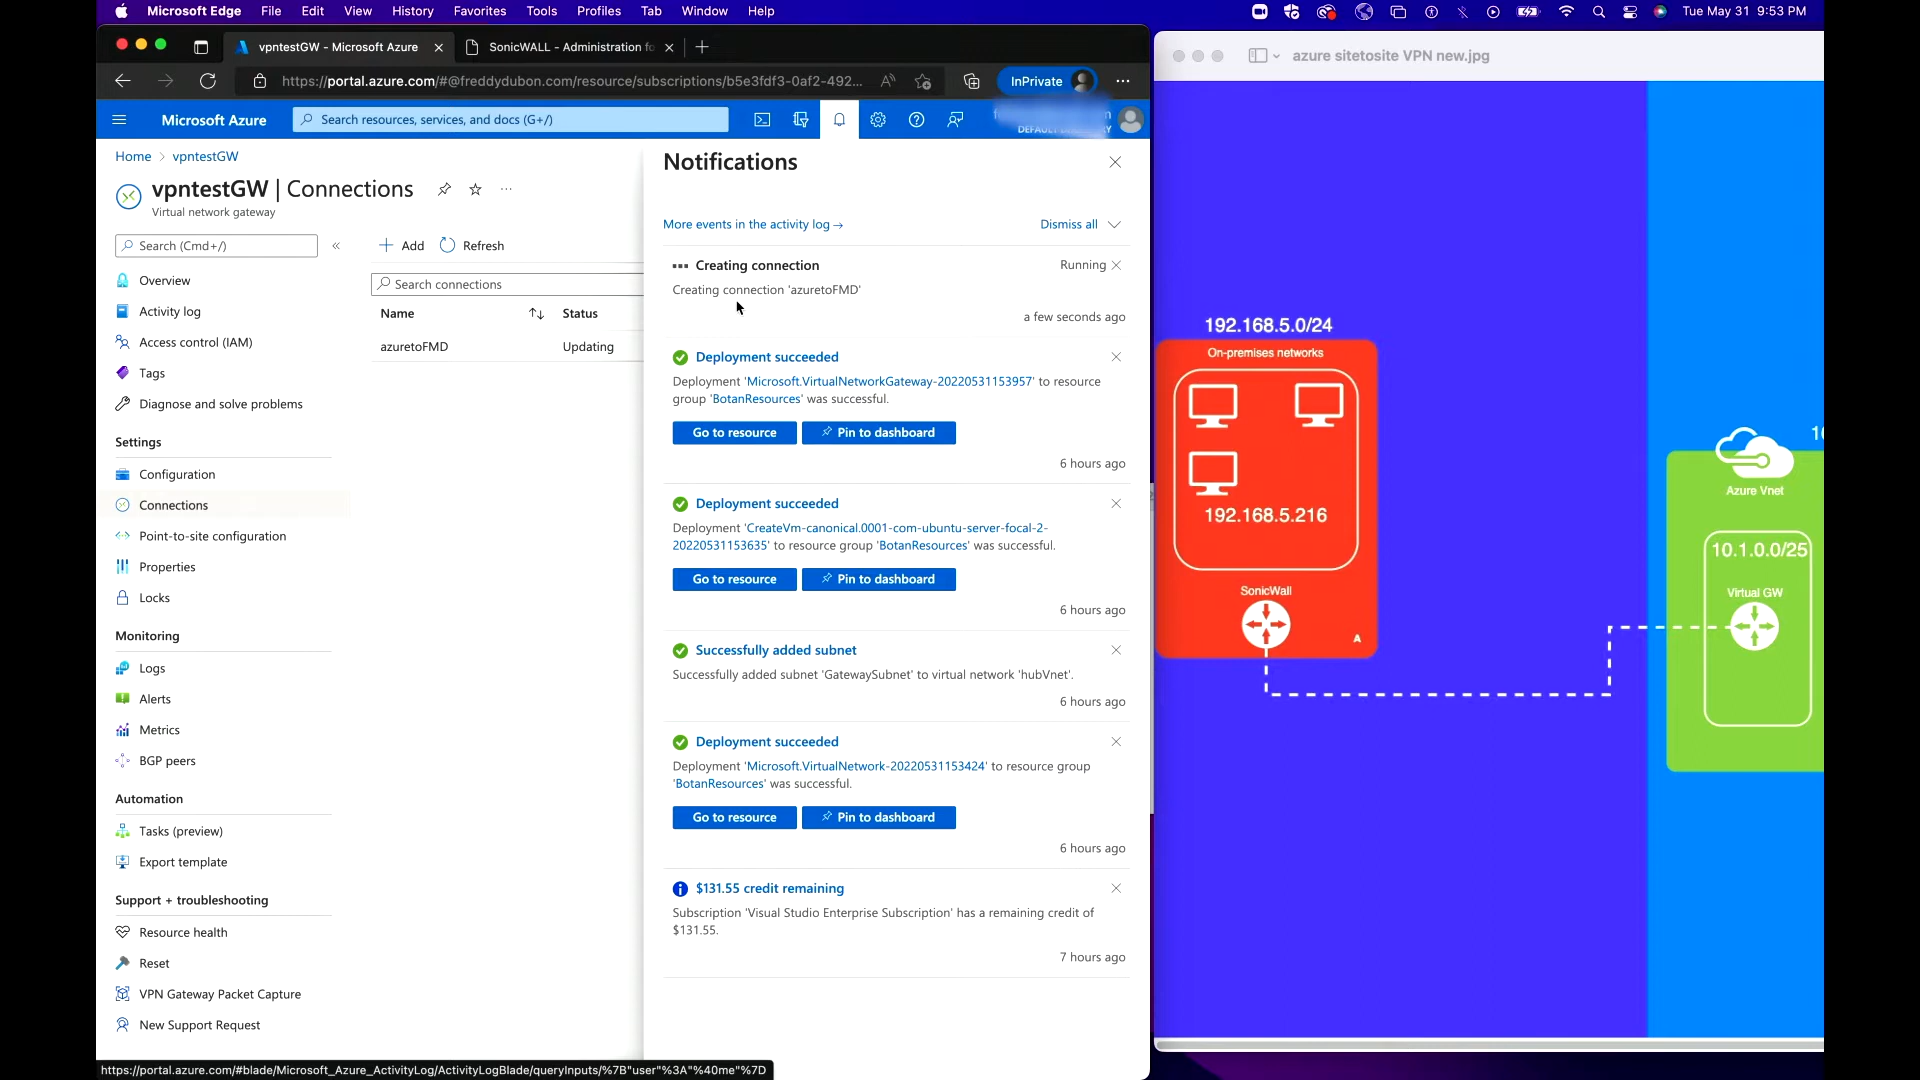 Microsoft Edge File Edit View History Favorites Tools Profiles Tab Window Help
Tue May 31 9:53 PM
vpntestGW - Microsoft Azure
SonicWALL - Administration fo
https://portal.azure.com/#@freddydubon.com/resource/subscriptions/b5e3fdf3-0af2-492...
InPrivate
Microsoft Azure
Search resources, services, and docs (G+/)
Home > vpntestGW
vpntestGW | Connections
Virtual network gateway
Search (Cmd+/)
Overview
Activity log
Access control (IAM)
Tags
Diagnose and solve problems
Settings
Configuration
Connections
Point-to-site configuration
Properties
Locks
Monitoring
Logs
Alerts
Metrics
BGP peers
Automation
Tasks (preview)
Export template
Support + troubleshooting
Resource health
Reset
VPN Gateway Packet Capture
New Support Request
Add
Refresh
Search connections
Name
Status
azuretoFMD
Updating
Notifications
More events in the activity log →
Dismiss all
Creating connection
Running
Creating connection 'azuretoFMD'
a few seconds ago
Deployment succeeded
Deployment 'Microsoft.VirtualNetworkGateway-20220531153957' to resource
group 'BotanResources' was successful.
Go to resource
Pin to dashboard
6 hours ago
Deployment succeeded
Deployment 'CreateVm-canonical.0001-com-ubuntu-server-focal-2-
20220531153635' to resource group 'BotanResources' was successful.
Go to resource
Pin to dashboard
6 hours ago
Successfully added subnet
Successfully added subnet 'GatewaySubnet' to virtual network 'hubVnet'.
6 hours ago
Deployment succeeded
Deployment 'Microsoft.VirtualNetwork-20220531153424' to resource group
'BotanResources' was successful.
Go to resource
Pin to dashboard
6 hours ago
$131.55 credit remaining
Subscription 'Visual Studio Enterprise Subscription' has a remaining credit of
$131.55.
7 hours ago
https://portal.azure.com/#blade/Microsoft_Azure_ActivityLog/ActivityLogBlade/queryInputs/%7B"user"%3A"%40me"%7D
azure sitetosite VPN new.jpg
192.168.5.0/24
On-premises networks
192.168.5.216
SonicWall
A
10
Azure Vnet
10.1.0.0/25
Virtual GW